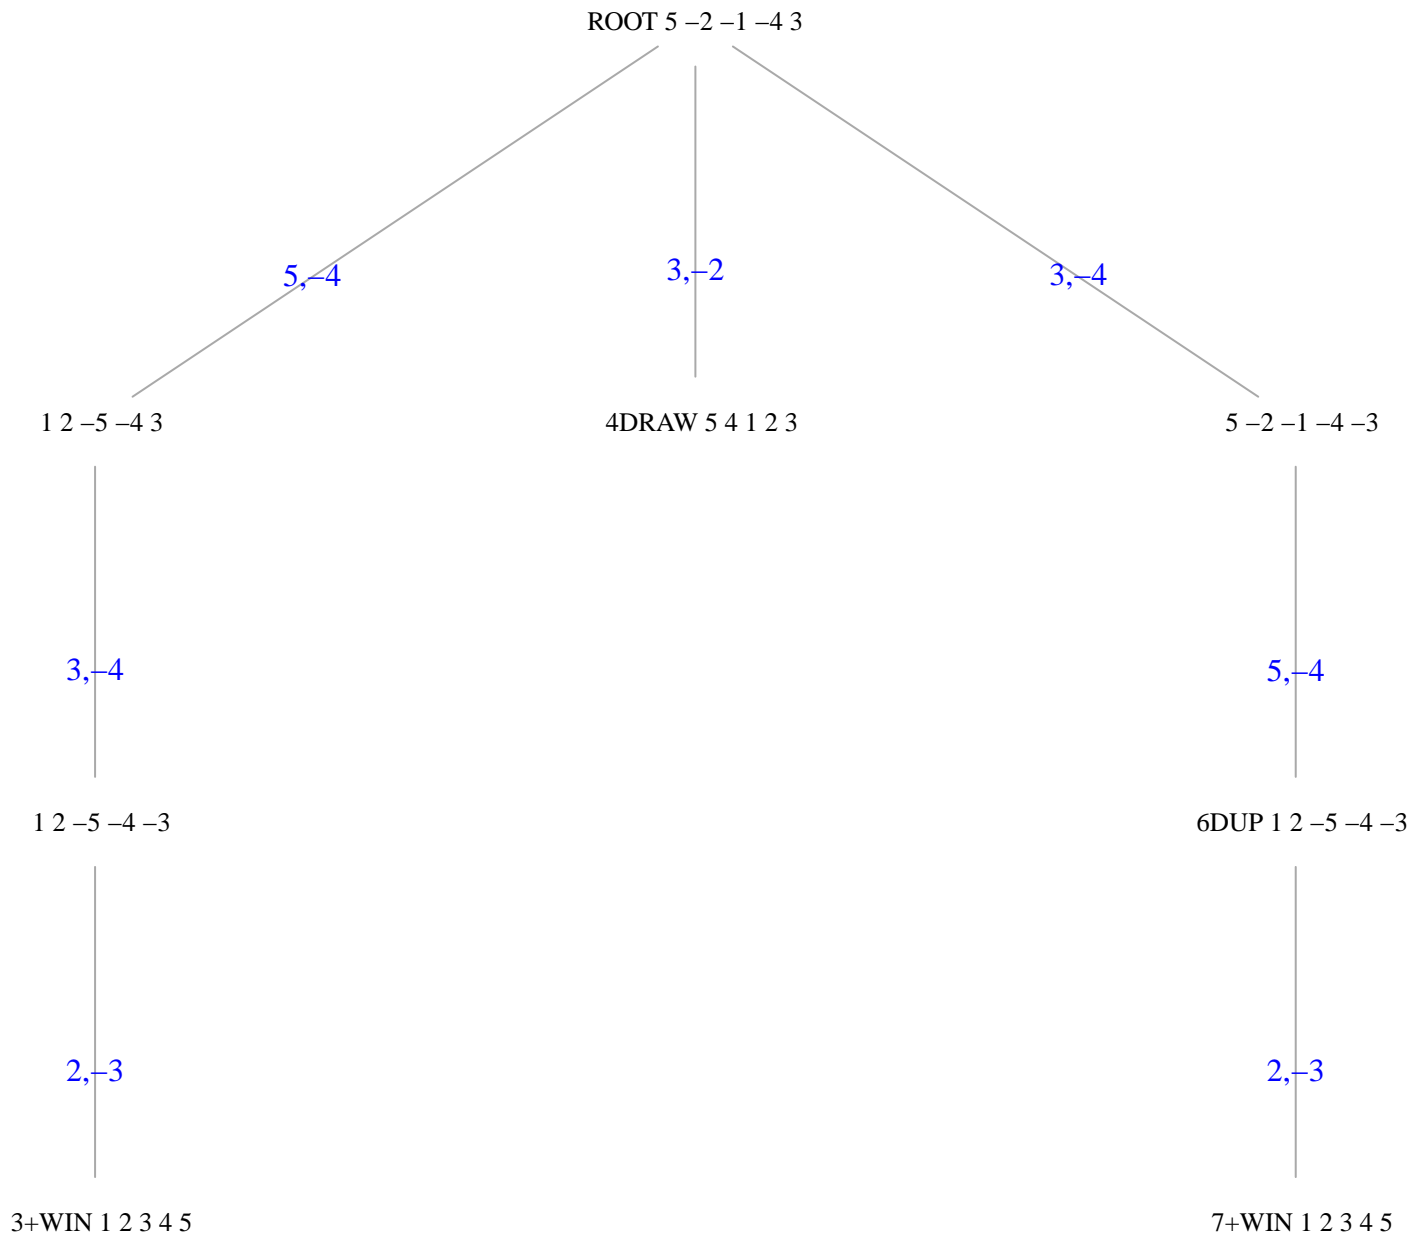 ROOT 5 –2 –1 –4 3
5,–4
3,–2
3,–4
1 2 –5 –4 3
4DRAW 5 4 1 2 3
5 –2 –1 –4 –3
3,–4
5,–4
1 2 –5 –4 –3
6DUP 1 2 –5 –4 –3
2,–3
2,–3
3+WIN 1 2 3 4 5
7+WIN 1 2 3 4 5